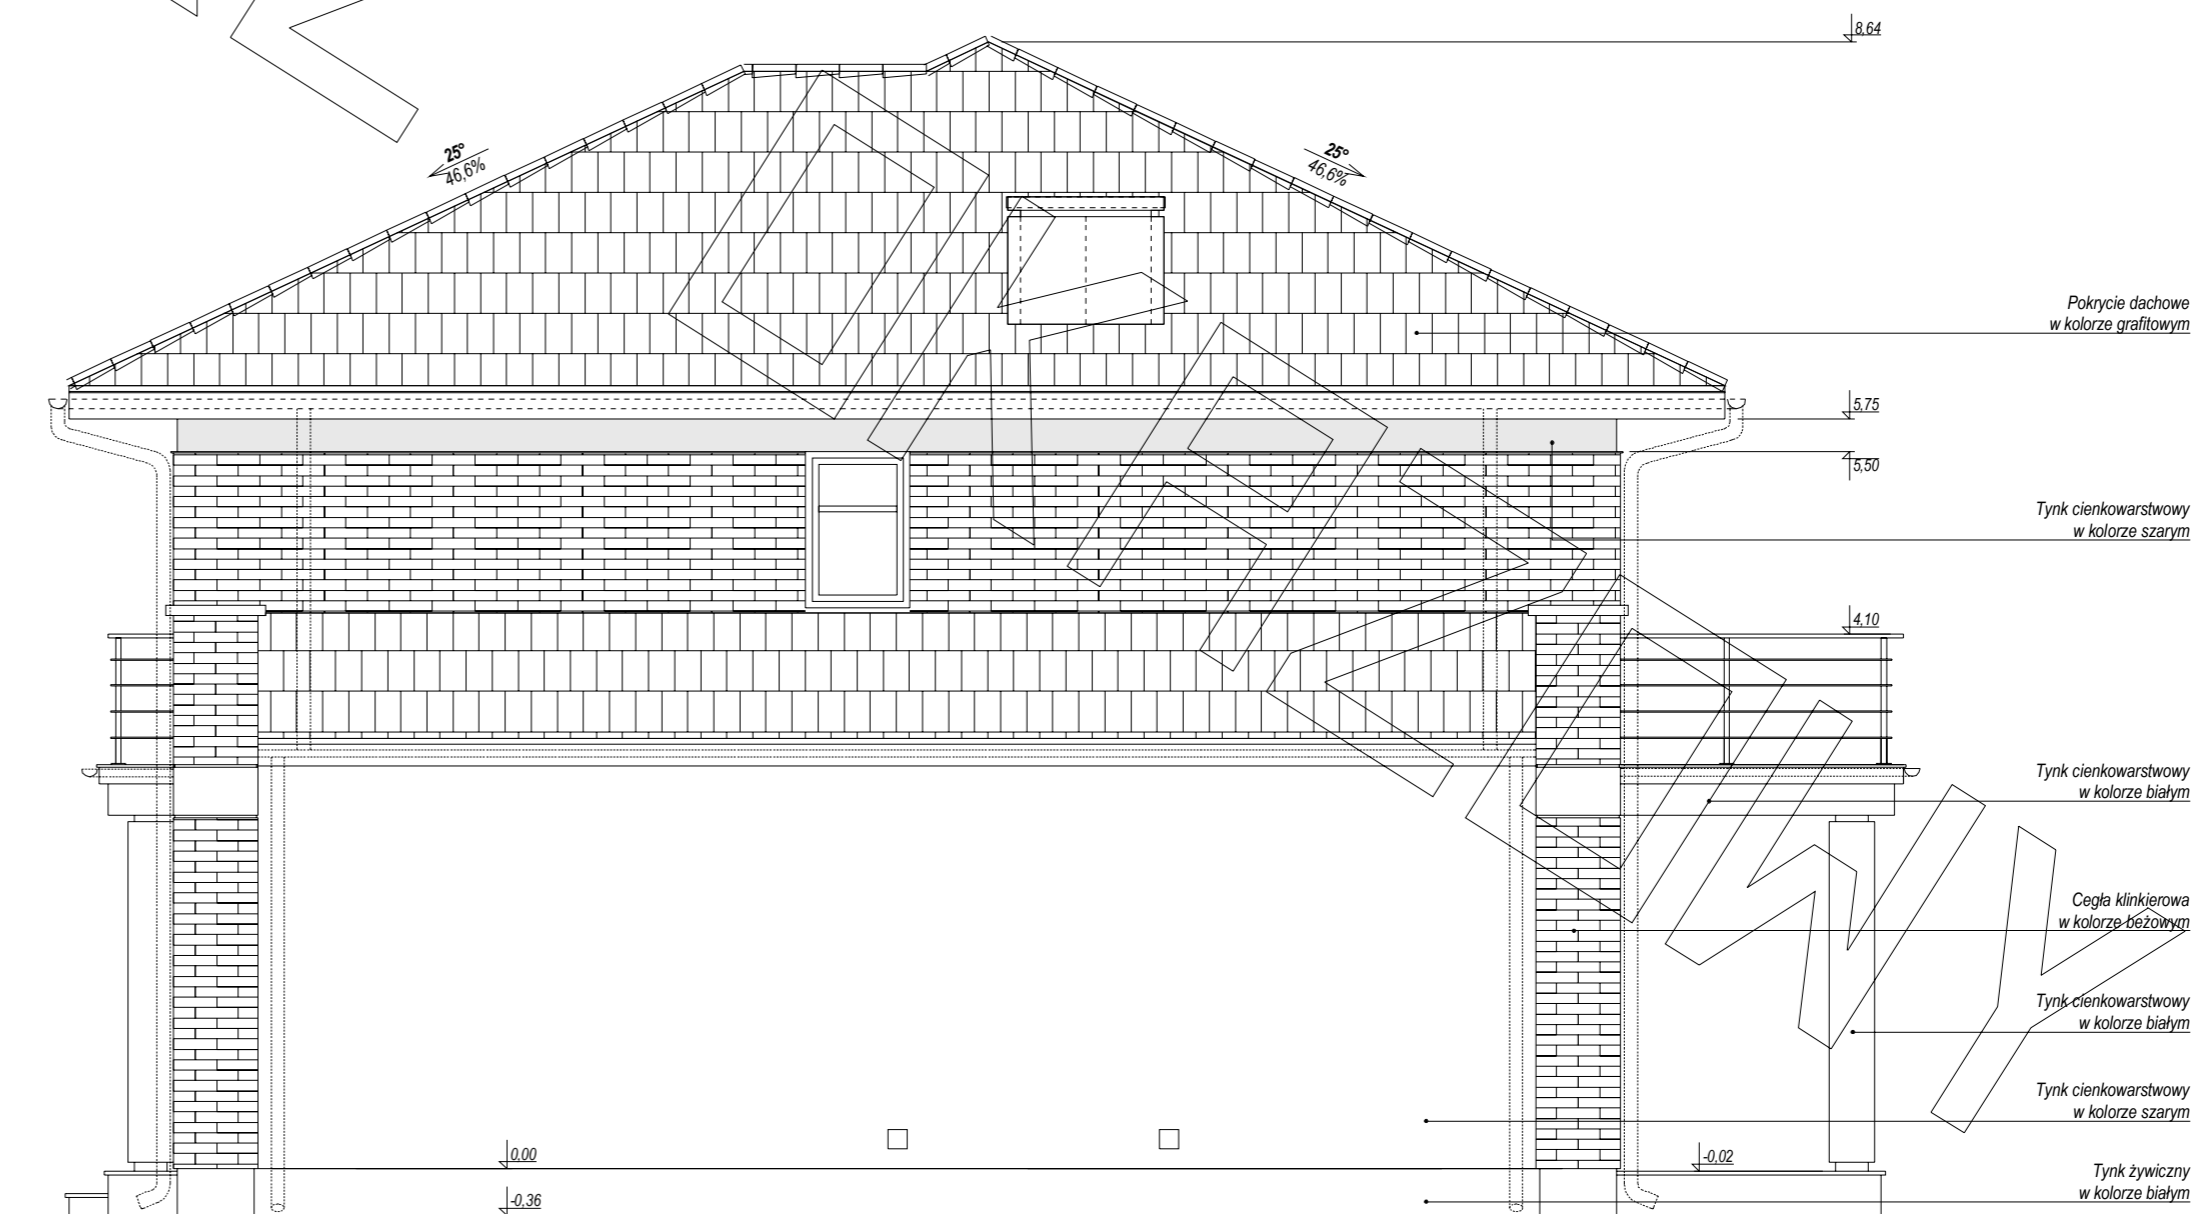 8,64
25°
46,6%
25°
46,6%
Pokrycie dachowe
w kolorze grafitowym
5,75
5,50
Tynk cienkowarstwowy
w kolorze szarym
4,10
Tynk cienkowarstwowy
w kolorze białym
Cegła klinkierowa
w kolorze beżowym
Tynk cienkowarstwowy
w kolorze białym
Tynk cienkowarstwowy
w kolorze szarym
0,00
-0,02
Tynk żywiczny
w kolorze białym
-0,36